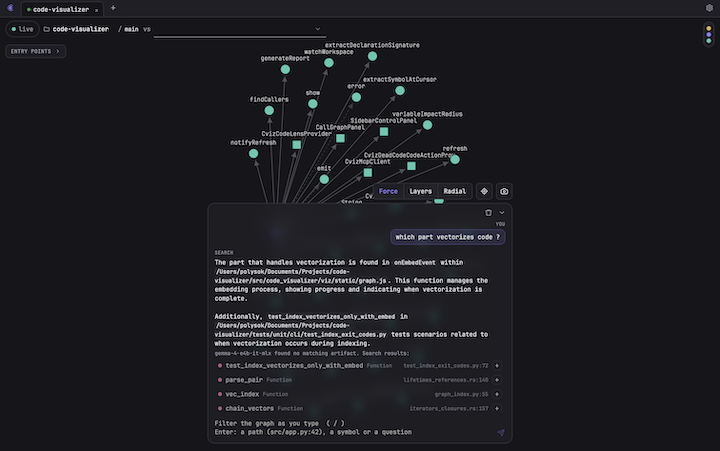 code-visualizer × +
live code-visualizer / main vs
ENTRY POINTS >
extractDeclarationSignature
watchWorkspace
generateReport
extractSymbolAtCursor
error
show
findCallers
variableImpactRadius
SidebarControlPanel
CallGraphPanel
CvizCodeLensProvider
notifyRefresh
refresh
CvizDeadCodeCodeActionProv
CvizMcpClient
emit
Force Layers Radial
YOU
which part vectorizes code ?
SEARCH
The part that handles vectorization is found in onEmbedEvent within
/Users/polysok/Documents/Projects/code-
visualizer/src/code_visualizer/viz/static/graph.js. This function manages the
embedding process, showing progress and indicating when vectorization is
complete.
Additionally, test_index_vectorizes_only_with_embed in
/Users/polysok/Documents/Projects/code-
visualizer/tests/unit/cli/test_index_exit_codes.py tests scenarios related to
when vectorization occurs during indexing.
gemma-4-e4b-it-mlx found no matching artifact. Search results:
test_index_vectorizes_only_with_embed Function test_index_exit_codes.py:72 +
parse_pair Function lifetimes_references.rs:148 +
vec_index Function graph_index.py:55 +
chain_vectors Function iterators_closures.rs:157 +
Filter the graph as you type ( / )
Enter: a path (src/app.py:42), a symbol or a question